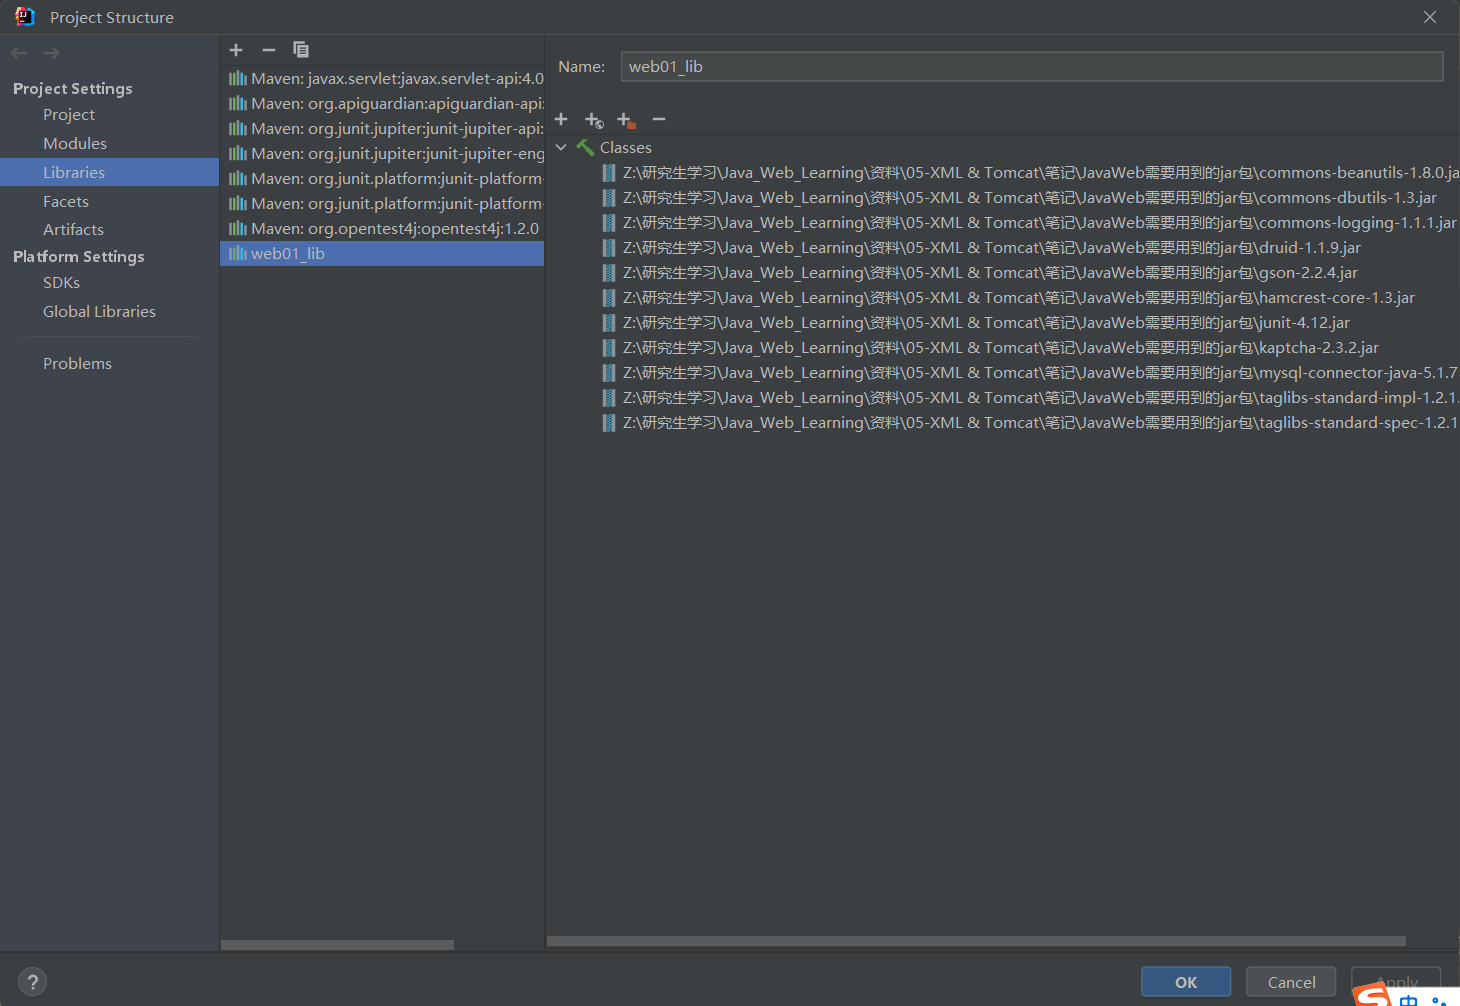 Project Structure
Project Settings
Project
Modules
Libraries
Facets
Artifacts
Platform Settings
SDKs
Global Libraries
Problems
Maven: javax.servlet:javax.servlet-api:4.0
Maven: org.apiguardian:apiguardian-api:
Maven: org.junit.jupiter:junit-jupiter-api:
Maven: org.junit.jupiter:junit-jupiter-eng
Maven: org.junit.platform:junit-platform-
Maven: org.junit.platform:junit-platform-
Maven: org.opentest4j:opentest4j:1.2.0
web01_lib
Name: web01_lib
Classes
Z:\研究生学习\Java_Web_Learning\资料\05-XML & Tomcat\笔记\JavaWeb需要用到的jar包\commons-beanutils-1.8.0.ja
Z:\研究生学习\Java_Web_Learning\资料\05-XML & Tomcat\笔记\JavaWeb需要用到的jar包\commons-dbutils-1.3.jar
Z:\研究生学习\Java_Web_Learning\资料\05-XML & Tomcat\笔记\JavaWeb需要用到的jar包\commons-logging-1.1.1.jar
Z:\研究生学习\Java_Web_Learning\资料\05-XML & Tomcat\笔记\JavaWeb需要用到的jar包\druid-1.1.9.jar
Z:\研究生学习\Java_Web_Learning\资料\05-XML & Tomcat\笔记\JavaWeb需要用到的jar包\gson-2.2.4.jar
Z:\研究生学习\Java_Web_Learning\资料\05-XML & Tomcat\笔记\JavaWeb需要用到的jar包\hamcrest-core-1.3.jar
Z:\研究生学习\Java_Web_Learning\资料\05-XML & Tomcat\笔记\JavaWeb需要用到的jar包\junit-4.12.jar
Z:\研究生学习\Java_Web_Learning\资料\05-XML & Tomcat\笔记\JavaWeb需要用到的jar包\kaptcha-2.3.2.jar
Z:\研究生学习\Java_Web_Learning\资料\05-XML & Tomcat\笔记\JavaWeb需要用到的jar包\mysql-connector-java-5.1.7
Z:\研究生学习\Java_Web_Learning\资料\05-XML & Tomcat\笔记\JavaWeb需要用到的jar包\taglibs-standard-impl-1.2.1.
Z:\研究生学习\Java_Web_Learning\资料\05-XML & Tomcat\笔记\JavaWeb需要用到的jar包\taglibs-standard-spec-1.2.1
?
OK
Cancel
Apply
中